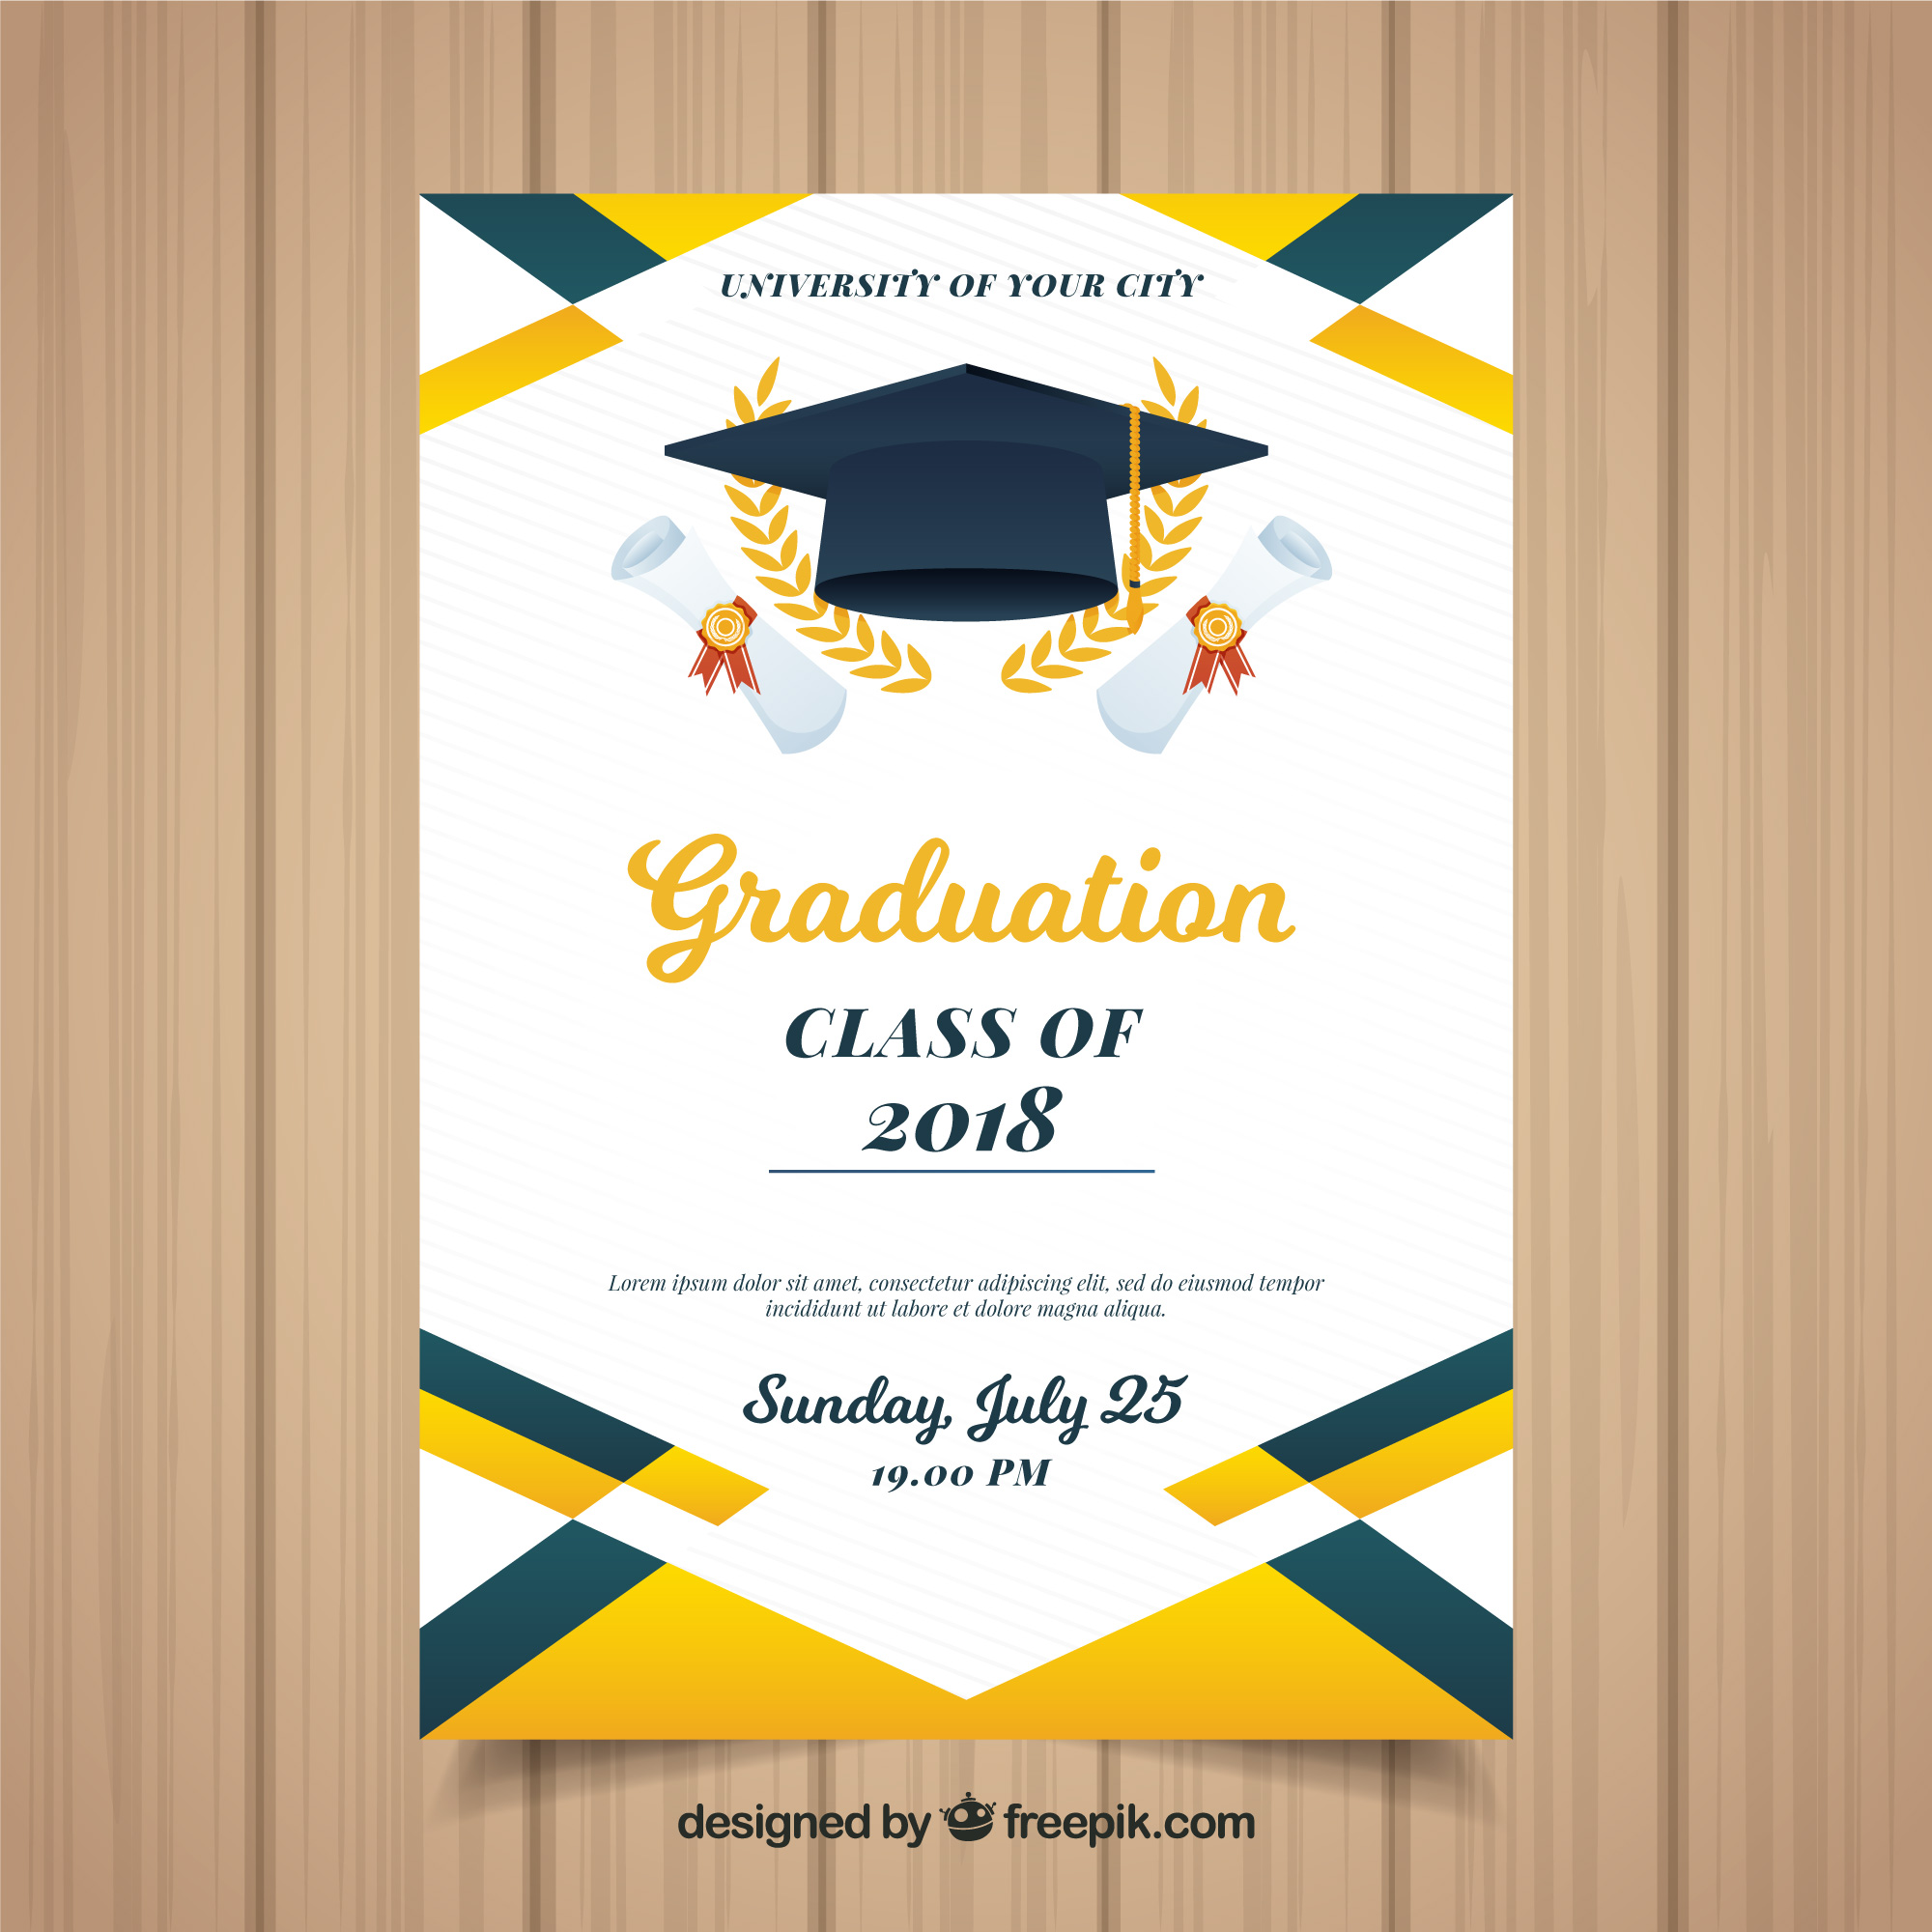 UNIVERSITY OF YOUR CITY
Graduation
CLASS OF
2018
Lorem ipsum dolor sit amet, consectetur adipiscing elit, sed do eiusmod tempor
incididunt ut labore et dolore magna aliqua.
Sunday, July 25
19.00 PM
designed by freepik.com